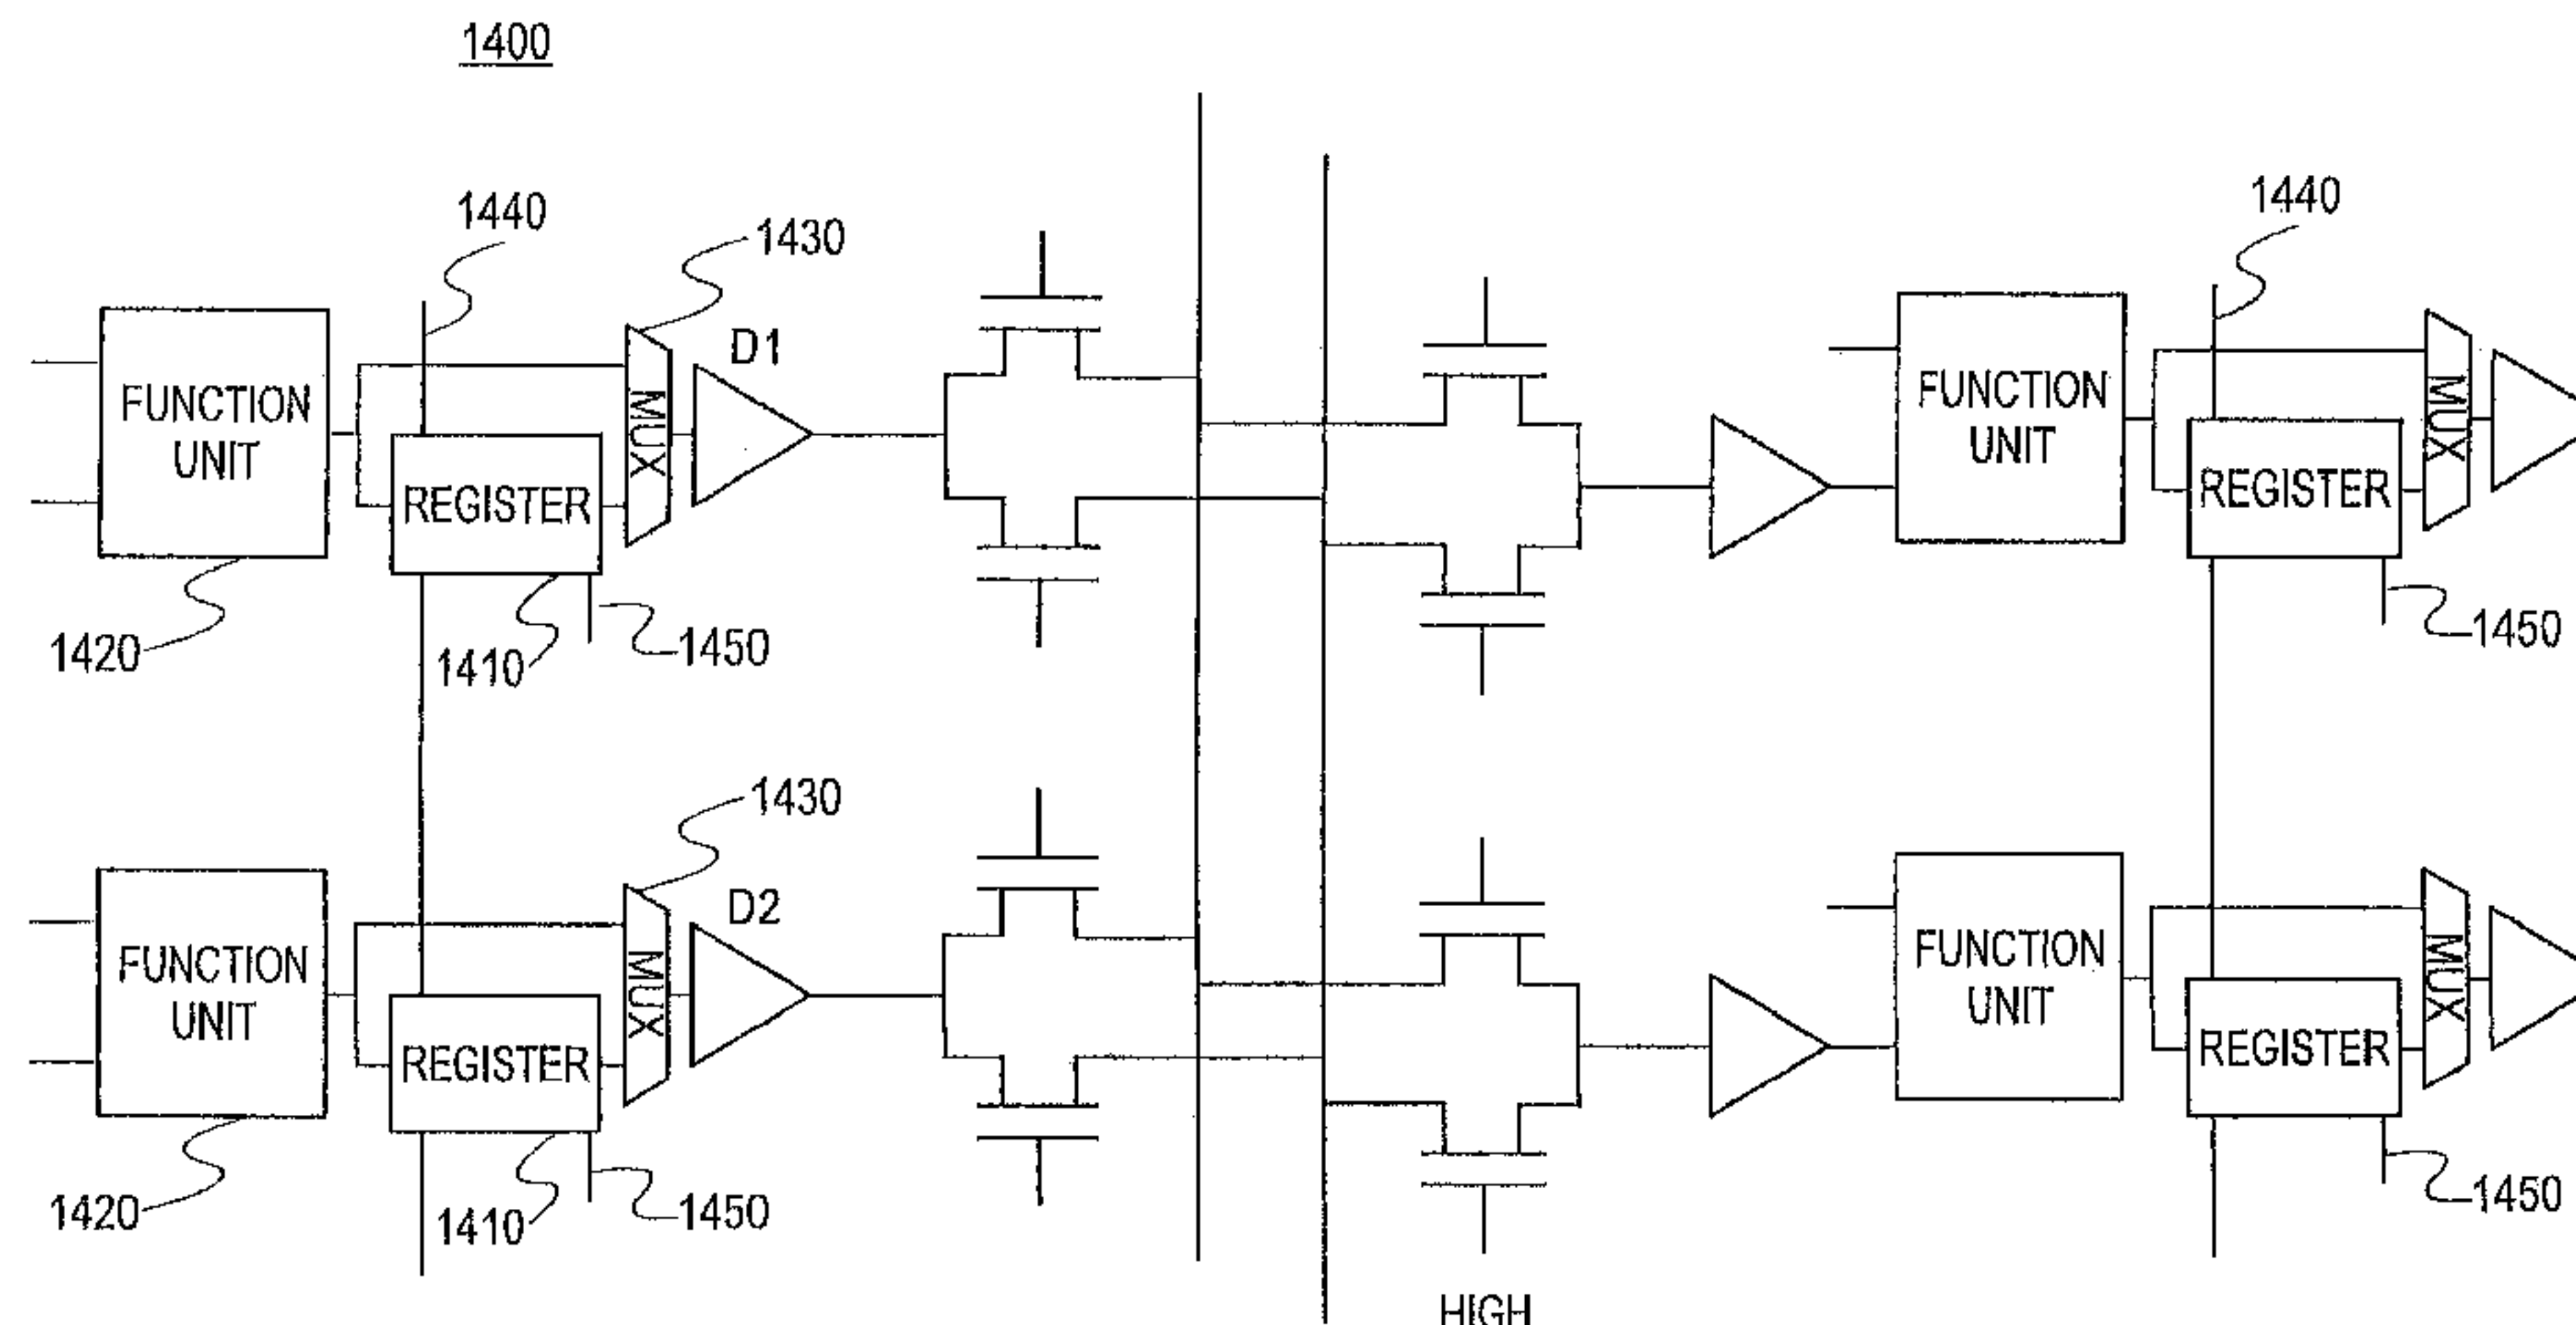 1400
1440
1430
1440
D1
FUNCTION
UNIT
REGISTER
MUX
FUNCTION
UNIT
REGISTER
MUX
1420
1410
1450
1450
1430
D2
FUNCTION
UNIT
REGISTER
MUX
FUNCTION
UNIT
REGISTER
MUX
1420
1410
1450
1450
HIGH